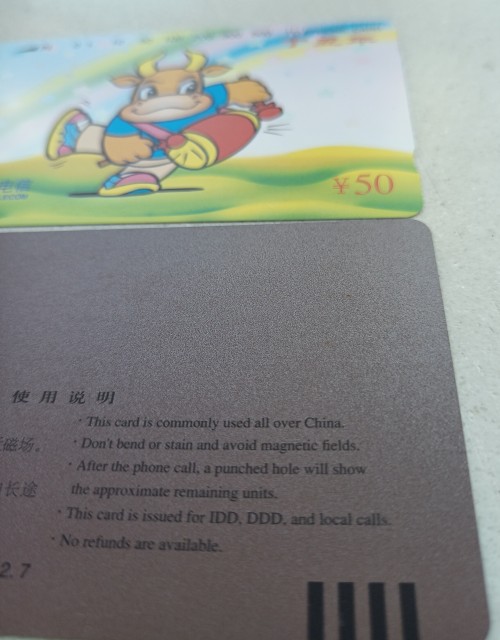 电信
¥50
使用说明
· This card is commonly used all over China.
磁场。
· Don't bend or stain and avoid magnetic fields.
· After the phone call, a punched hole will show
长途
the approximate remaining units.
· This card is issued for IDD, DDD, and local calls.
· No refunds are available.
2.7